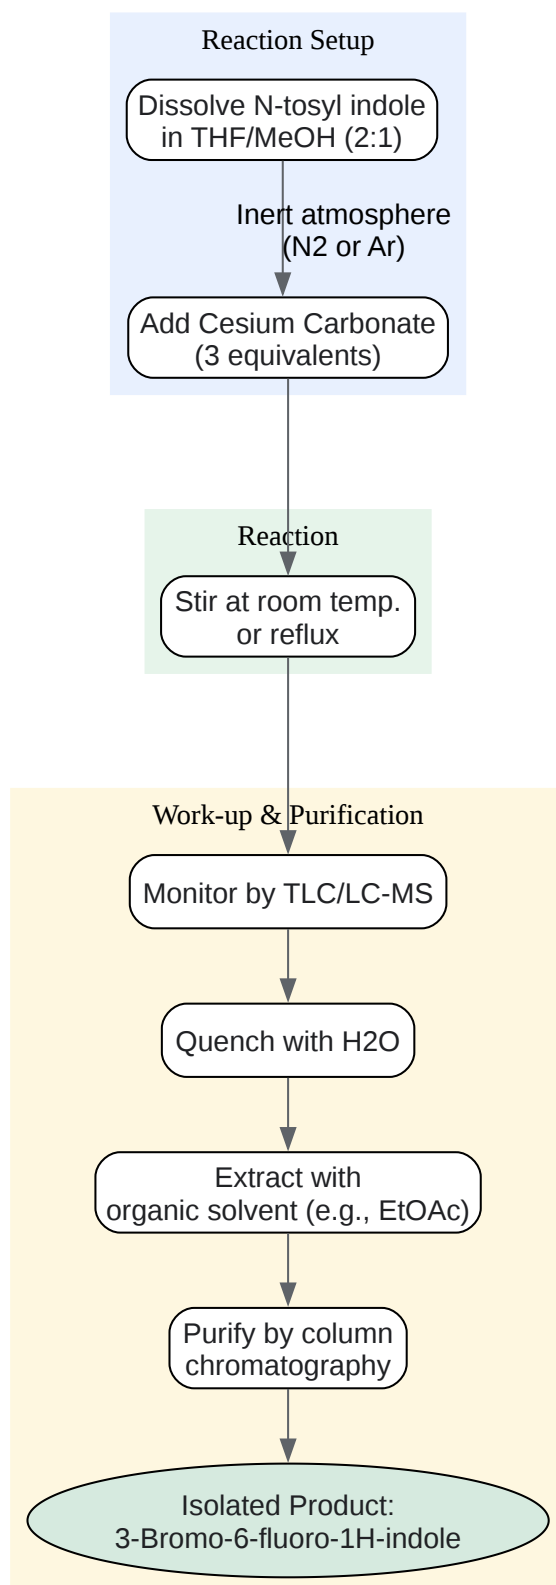 Reaction Setup
Dissolve N-tosyl indole
in THF/MeOH (2:1)
Inert atmosphere
(N2 or Ar)
Add Cesium Carbonate
(3 equivalents)
Reaction
Stir at room temp.
or reflux
Work-up & Purification
Monitor by TLC/LC-MS
Quench with H2O
Extract with
organic solvent (e.g., EtOAc)
Purify by column
chromatography
Isolated Product:
3-Bromo-6-fluoro-1H-indole